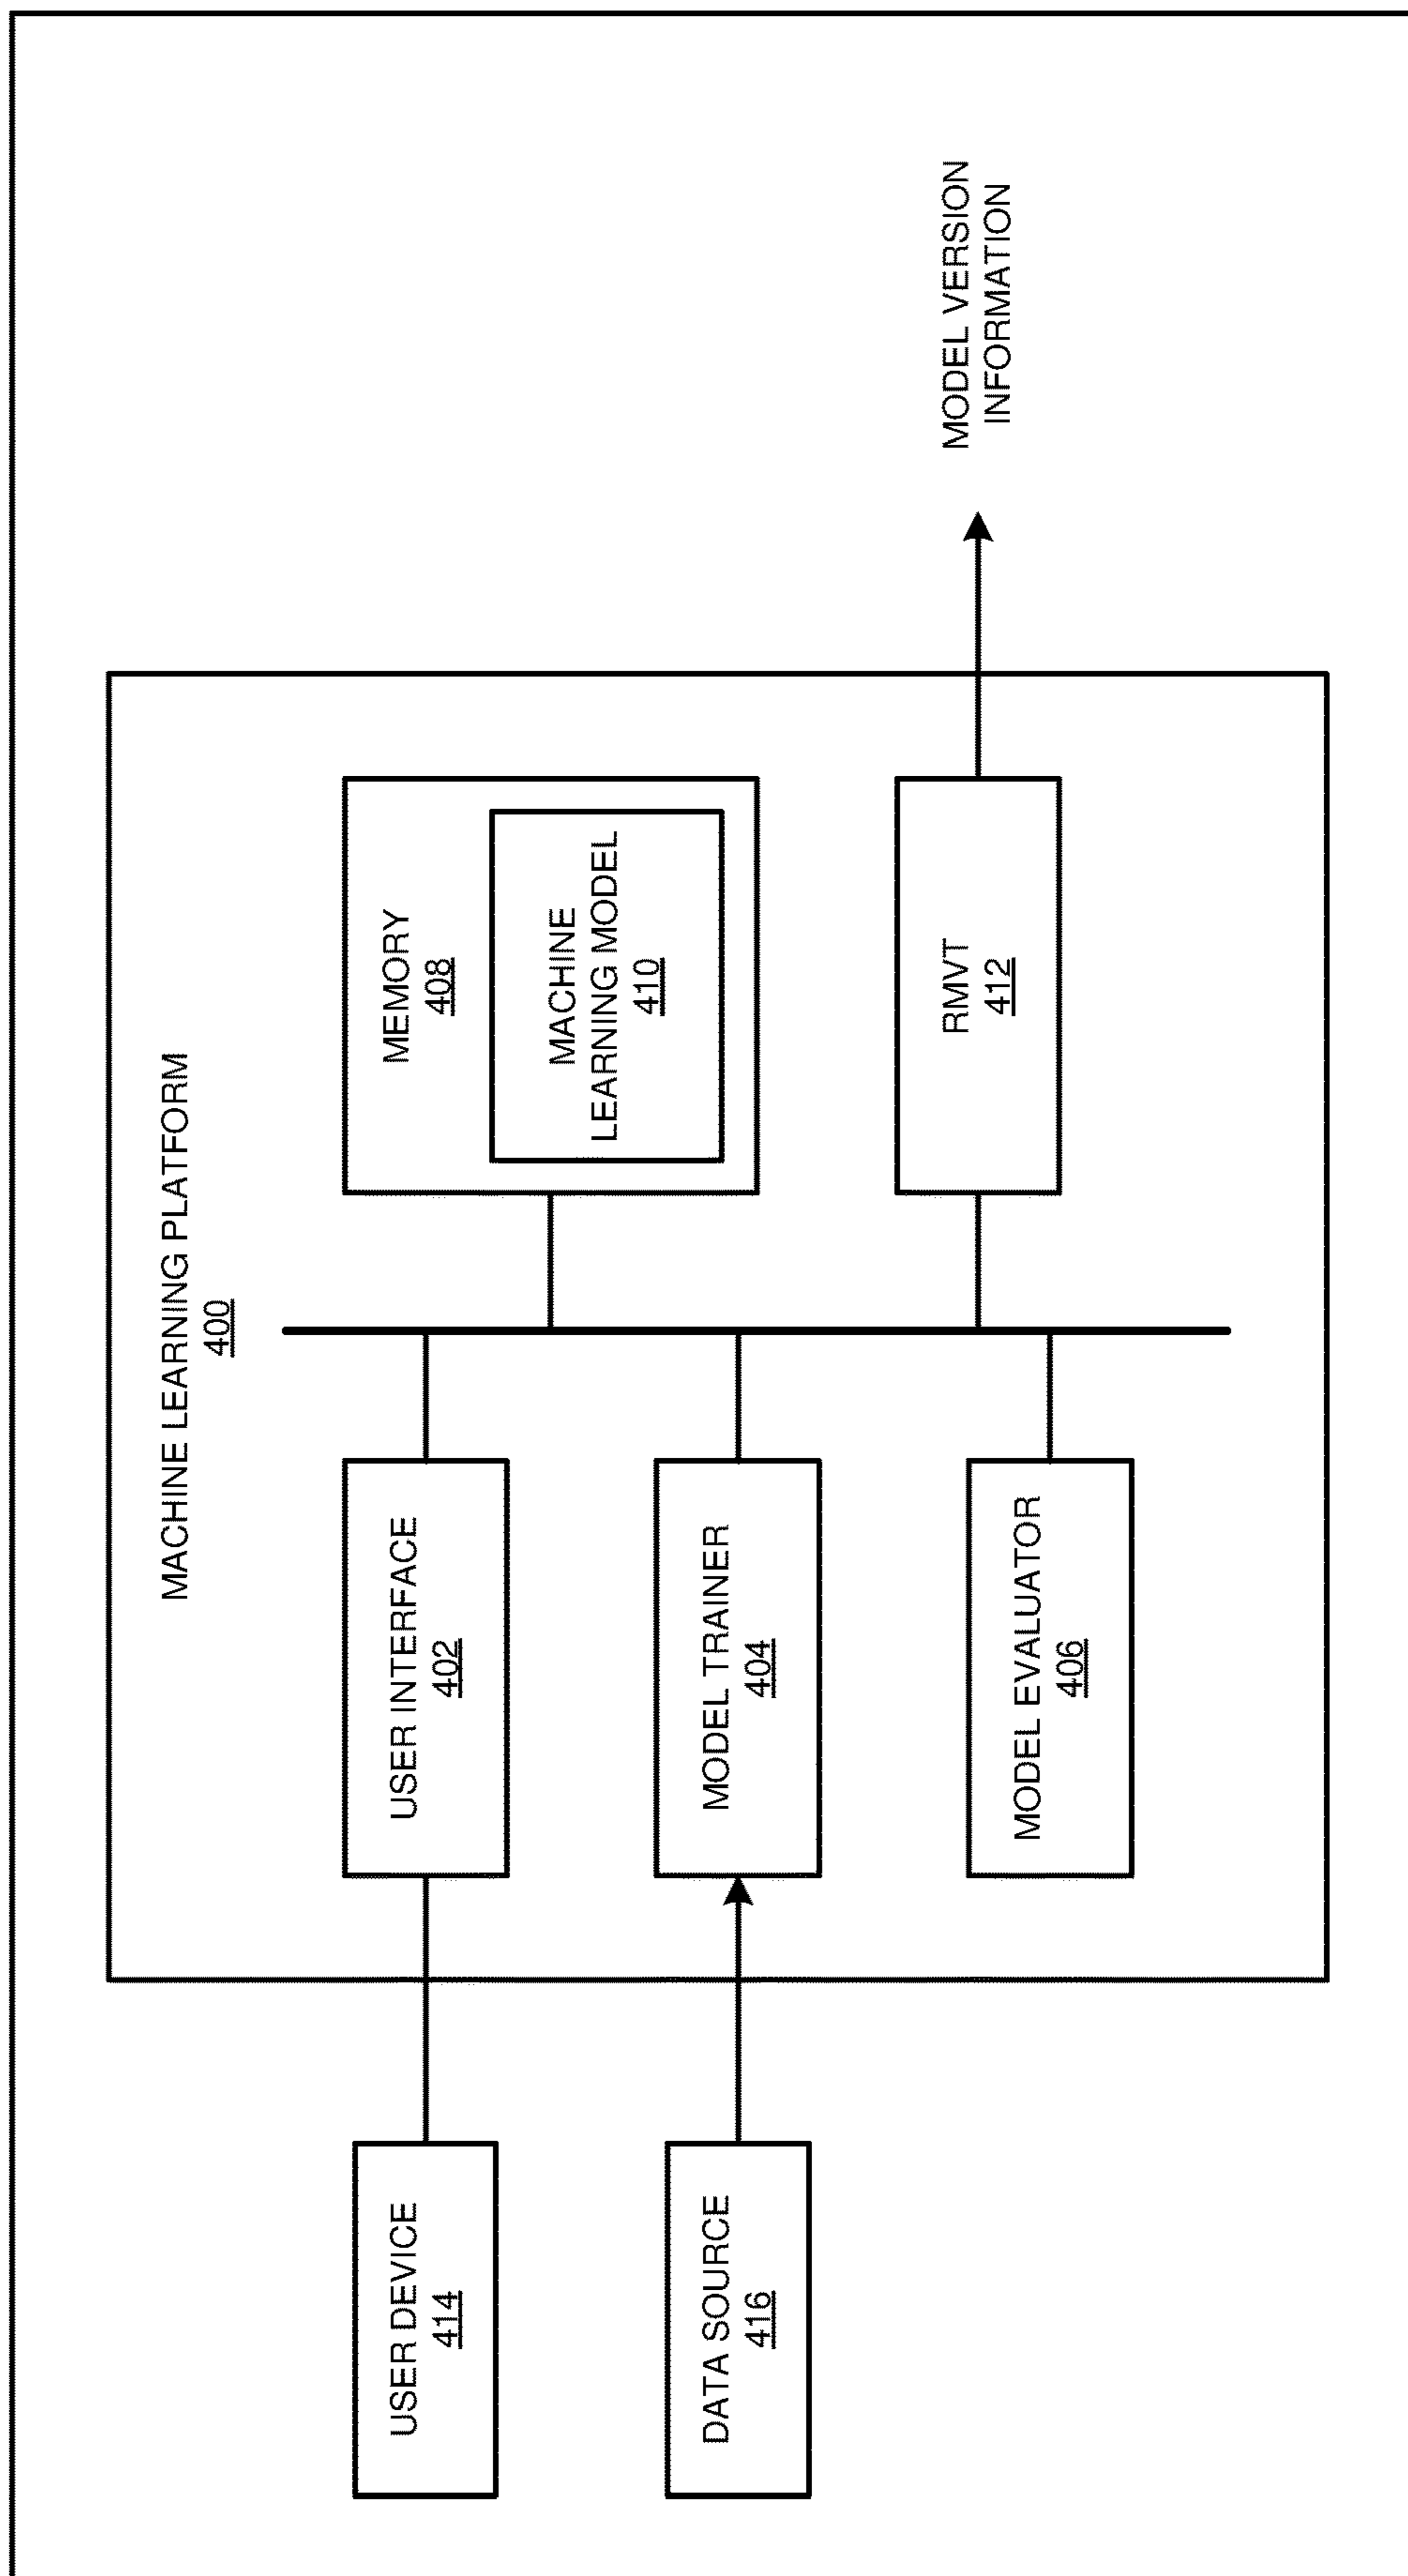 MACHINE LEARNING PLATFORM
400
USER DEVICE
414
USER INTERFACE
402
MEMORY
408
MACHINE
LEARNING MODEL
410
DATA SOURCE
416
MODEL TRAINER
404
MODEL EVALUATOR
406
RMVT
412
MODEL VERSION
INFORMATION